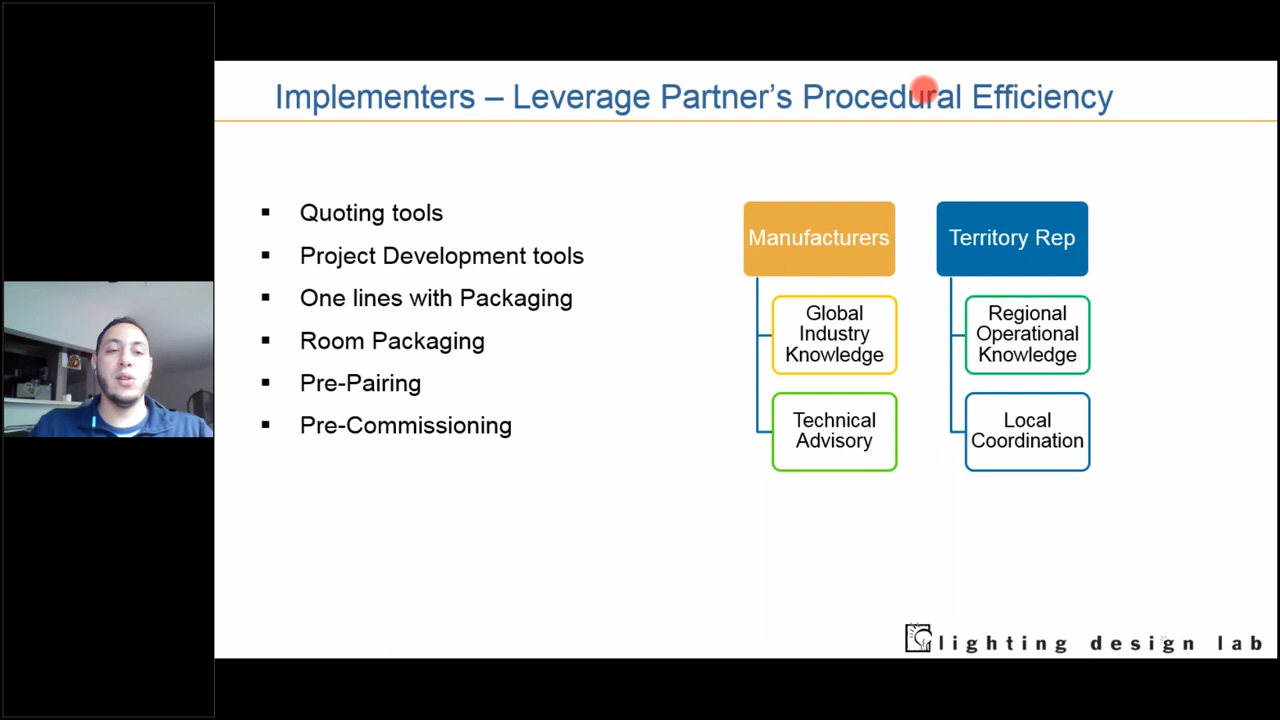 Implementers – Leverage Partner's Procedural Efficiency
▪ Quoting tools
▪ Project Development tools
▪ One lines with Packaging
▪ Room Packaging
▪ Pre-Pairing
▪ Pre-Commissioning
Manufacturers
Global
Industry
Knowledge
Technical
Advisory
Territory Rep
Regional
Operational
Knowledge
Local
Coordination
lighting design lab